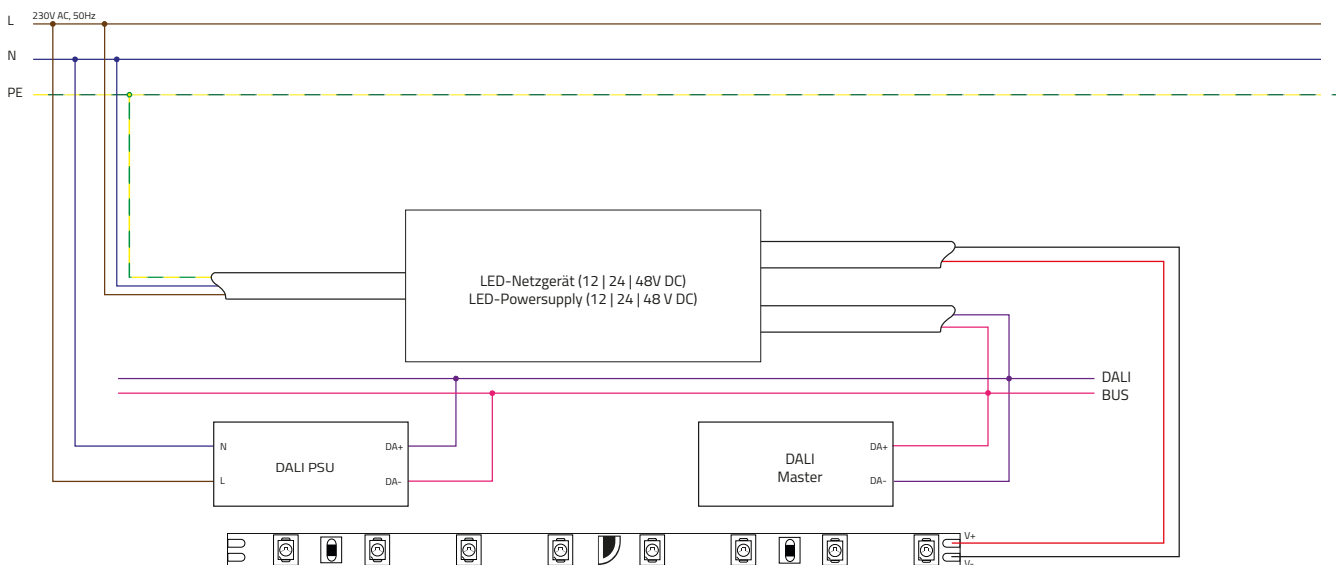 L
230V AC, 50Hz
N
PE
LED-Netzgerät (12 | 24 | 48V DC)
LED-Powersupply (12 | 24 | 48 V DC)
DALI
BUS
N
DA+
DALI PSU
L
DA-
DA+
DALI
Master
DA-
V+
V-